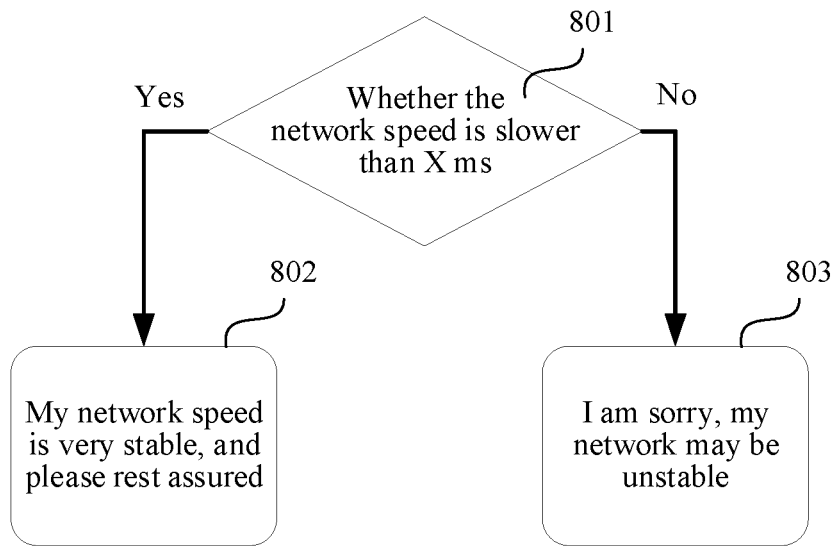 801
Yes
Whether the
network speed is slower
than X ms
No
802
803
My network speed
is very stable, and
please rest assured
I am sorry, my
network may be
unstable